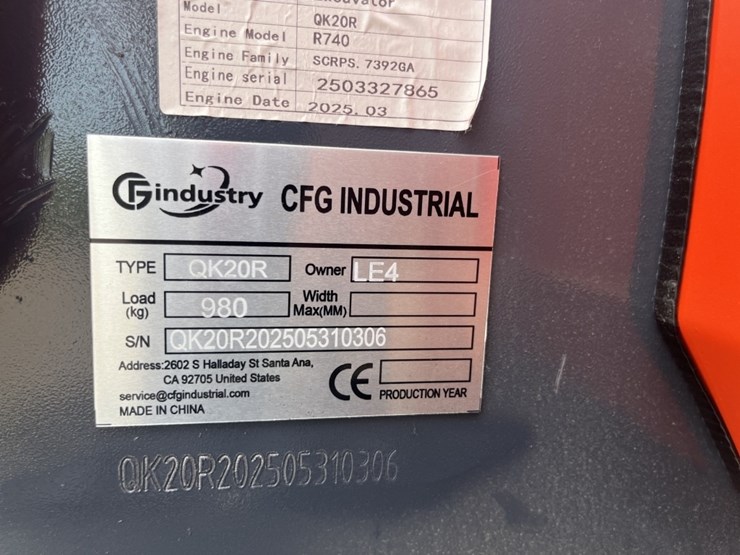 Model QK20R
Engine Model R740
Engine Family SCRPS.7392GA
Engine serial 2503327865
Engine Date 2025.03
CFG industry CFG INDUSTRIAL
TYPE QK20R Owner LE4
Load (kg) 980 Width Max(MM)
S/N QK20R202505310306
Address:2602 S Halladay St Santa Ana,
CA 92705 United States
service@cfgindustrial.com
MADE IN CHINA
CE PRODUCTION YEAR
QK20R202505310306